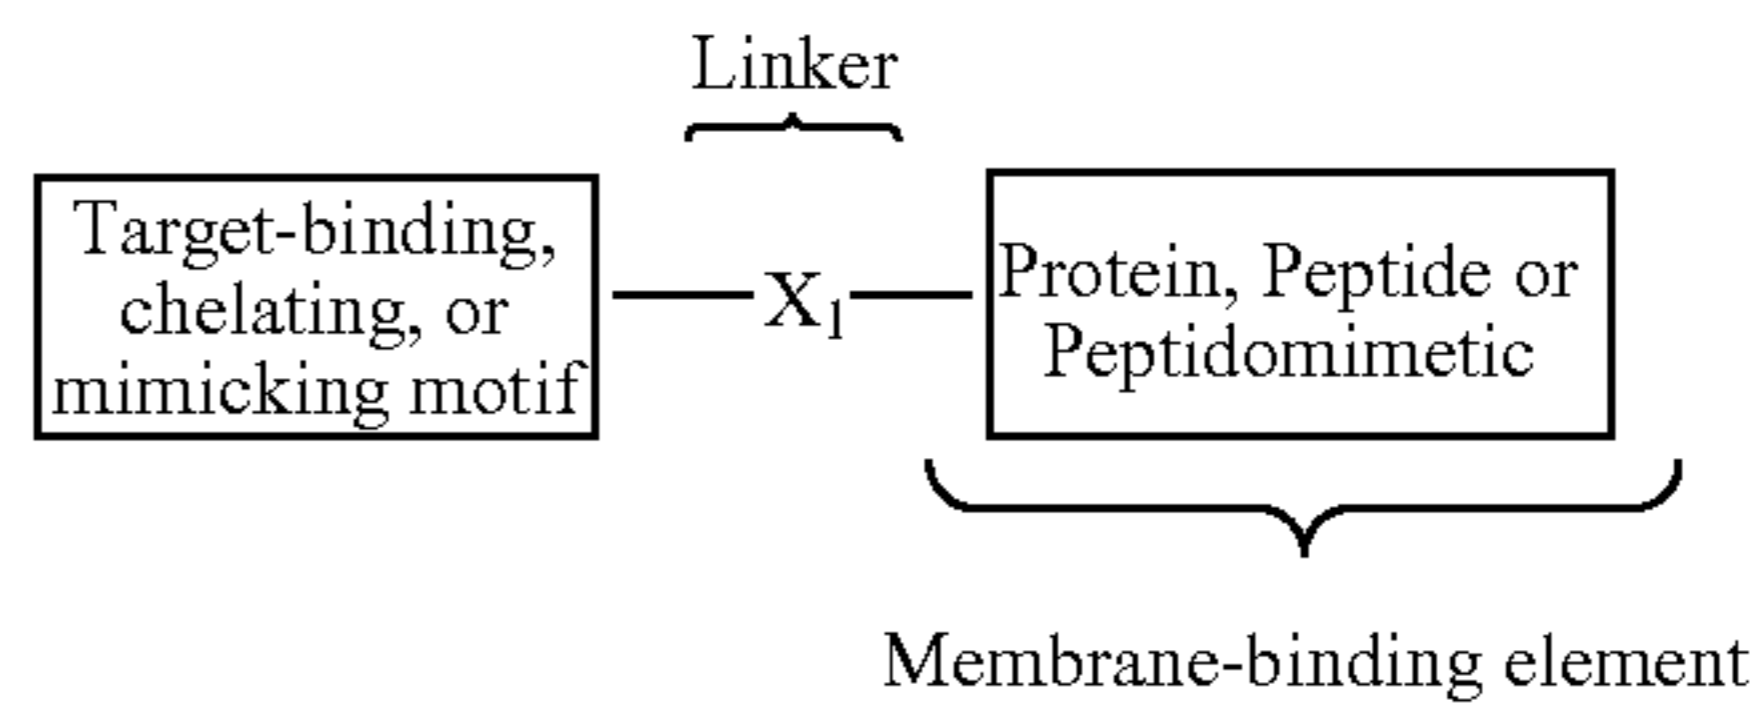 Linker
Target-binding,
chelating, or
mimicking motif
X₁
Protein, Peptide or
Peptidomimetic
Membrane-binding element